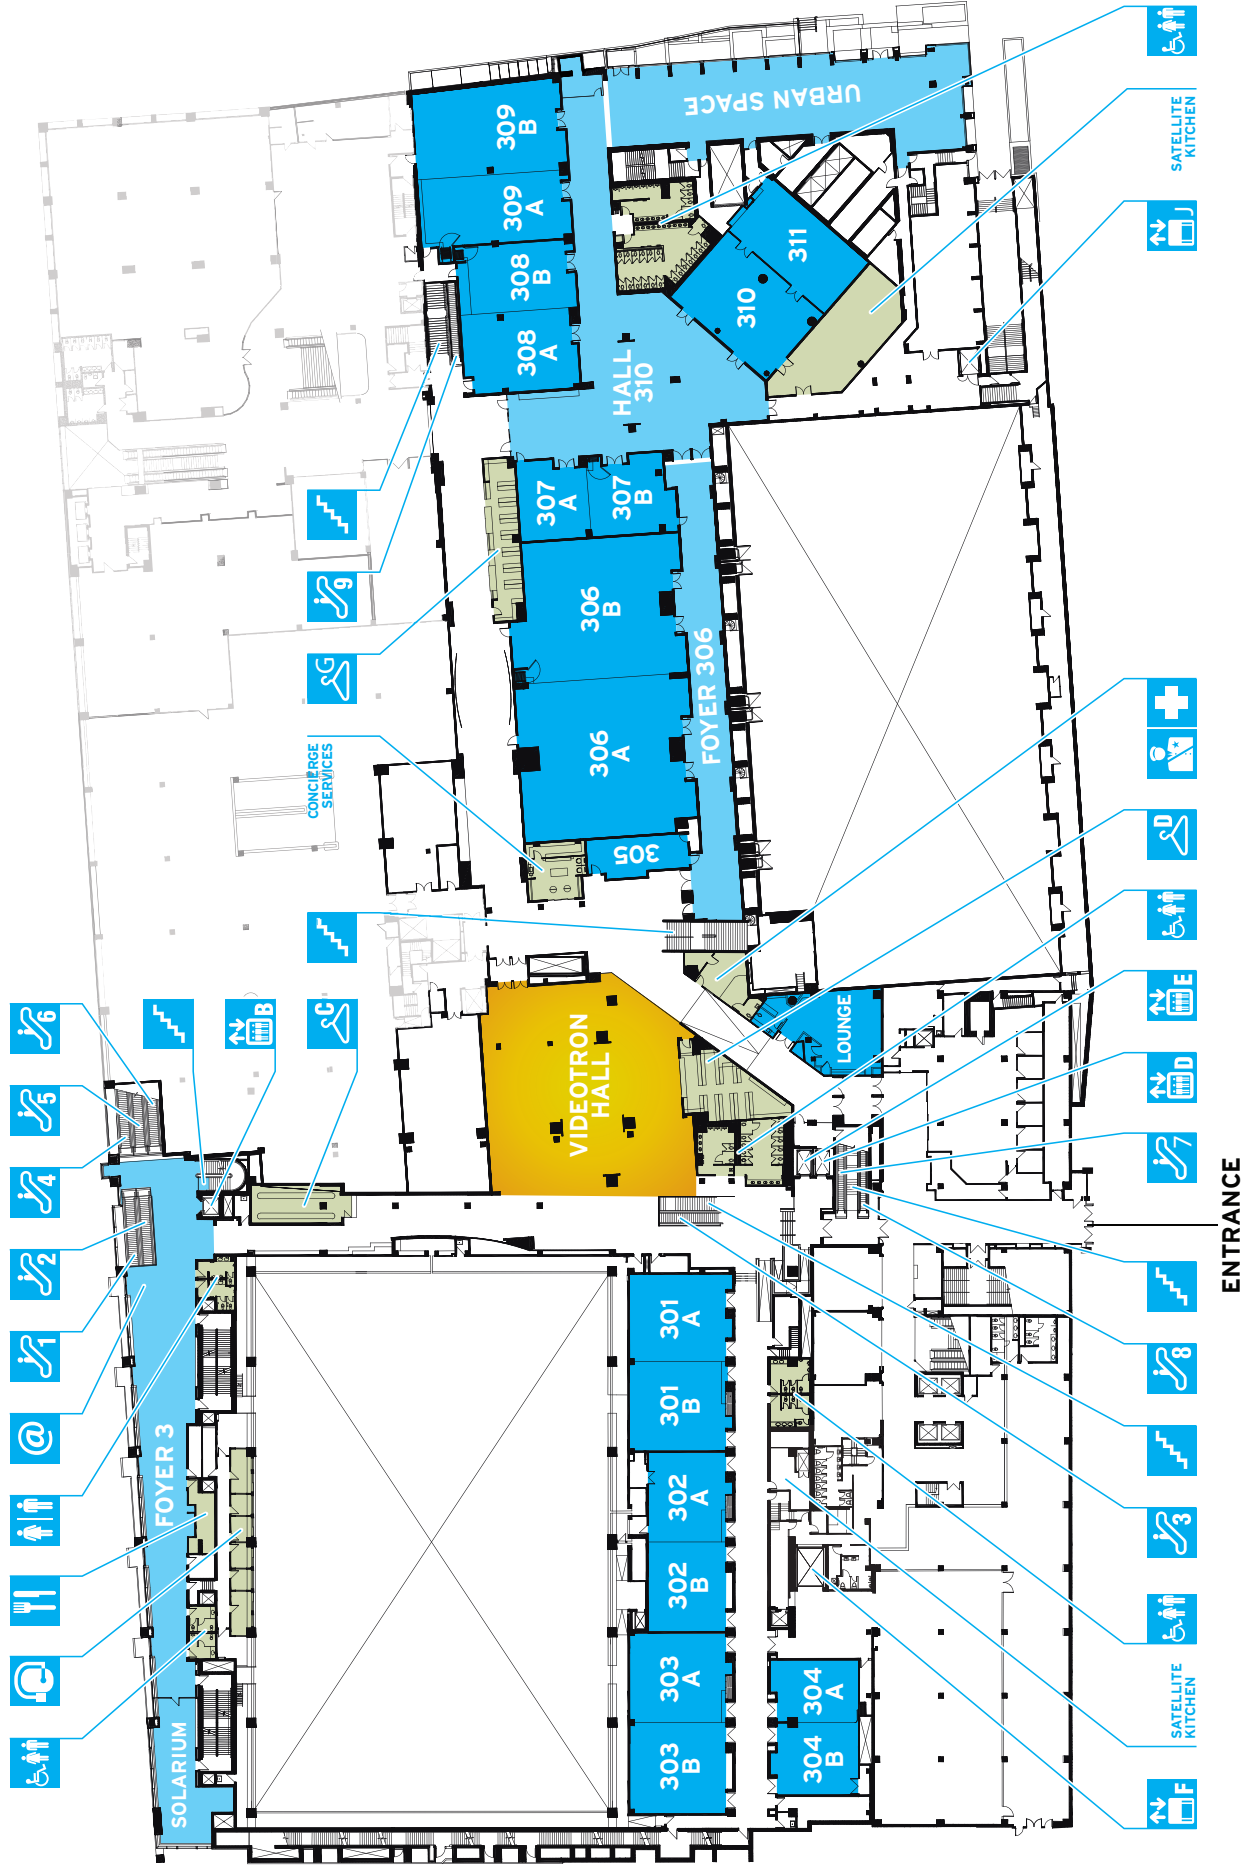 6
5
4
2
1
@
B
C
9
G
CONCIERGE
SERVICES
FOYER 3
SOLARIUM
309
B
309
A
308
B
308
A
307
A
307
B
306
B
306
A
305
FOYER 306
HALL
310
310
311
URBAN SPACE
VIDEOTRON
HALL
LOUNGE
301
A
301
B
302
A
302
B
303
A
303
B
304
A
304
B
SATELLITE
KITCHEN
J
D
E
D
7
ENTRANCE
8
3
SATELLITE
KITCHEN
F